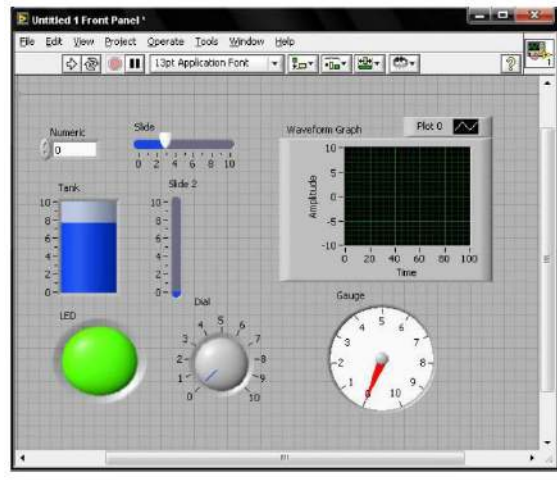 Untitled 1 Front Panel *
File Edit View Project Operate Tools Window Help
13pt Application Font
1
Numeric
0
Slide
0 2 4 6 8 10
Waveform Graph
Plot 0
10
5
0
-5
-10
Amplitude
0 20 40 60 80 100
Time
Tank
10
8
6
4
2
0
Slide 2
10
8
6
4
2
0
LED
Dial
0 1 2 3 4 5 6 7 8 9 10
Gauge
0 1 2 3 4 5 6 7 8 9 10